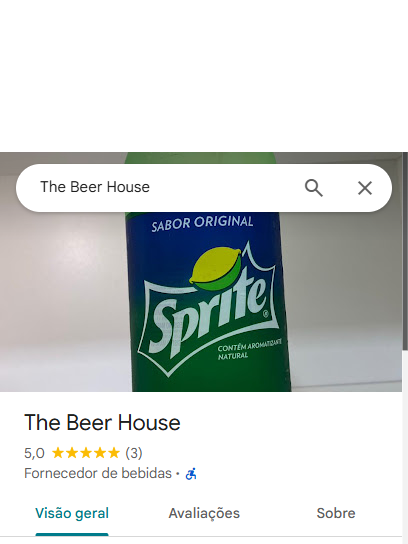 The Beer House
SABOR ORIGINAL
Sprite®
CONTÉM AROMATIZANTE
NATURAL
The Beer House
5,0 ★★★★★ (3)
Fornecedor de bebidas ·
Visão geral Avaliações Sobre